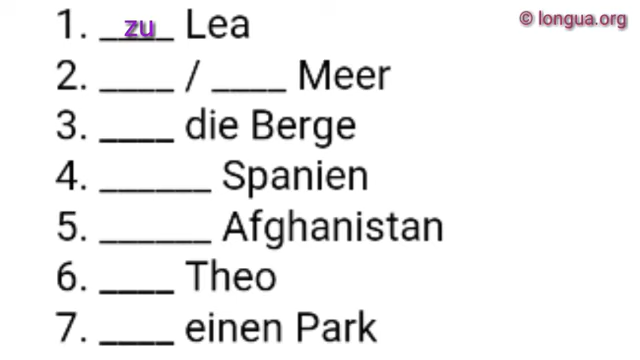 © longua.org
1. __zu__ Lea
2. ____ / ____ Meer
3. ____ die Berge
4. ______ Spanien
5. ______ Afghanistan
6. ____ Theo
7. ____ einen Park